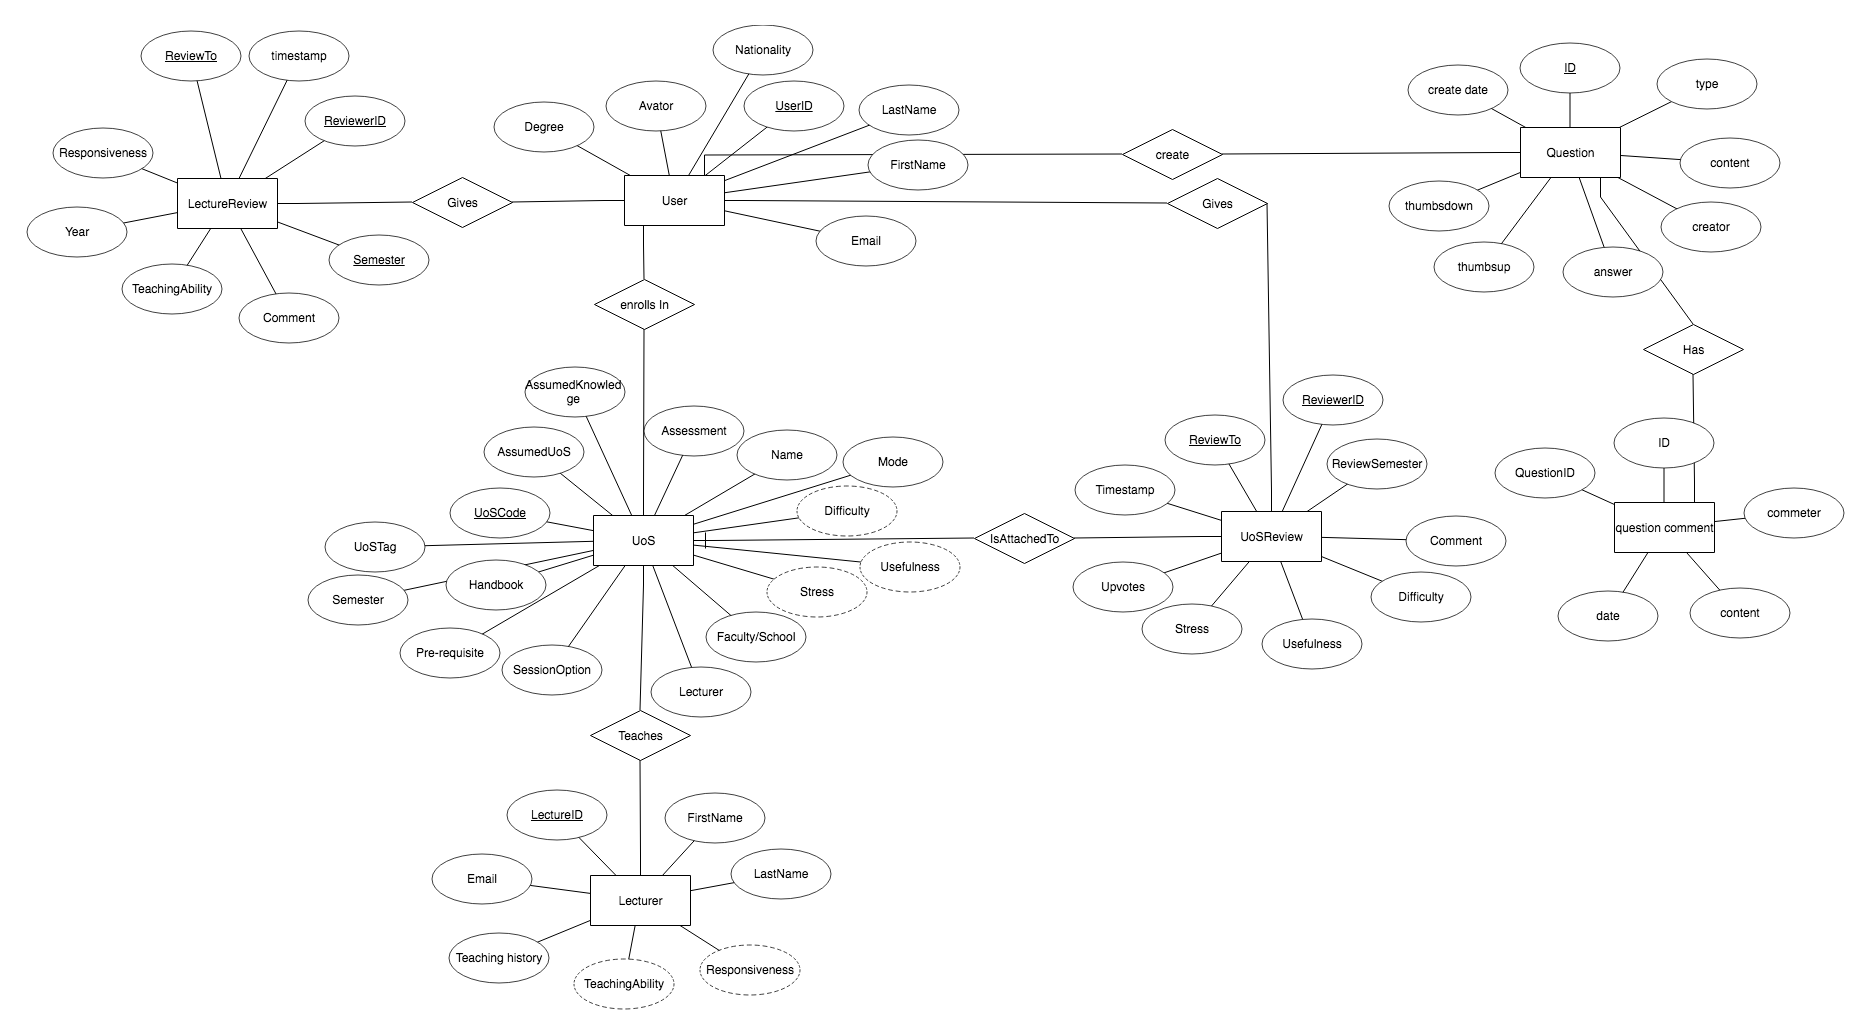 Nationality
ReviewTo
timestamp
ID
create date
type
Avator
UserID
LastName
ReviewerID
Degree
Responsiveness
FirstName
create
Question
content
LectureReview
Gives
User
Gives
thumbsdown
creator
Year
Email
Semester
thumbsup
answer
TeachingAbility
Comment
enrolls In
Has
AssumedKnowled
ge
ReviewerID
Assessment
ReviewTo
ID
AssumedUoS
Name
Mode
ReviewSemester
QuestionID
Timestamp
UoSCode
Difficulty
commeter
question comment
UoSTag
UoS
IsAttachedTo
UoSReview
Comment
Usefulness
Handbook
Semester
Stress
Upvotes
Difficulty
date
content
Faculty/School
Stress
Usefulness
Pre-requisite
SessionOption
Lecturer
Teaches
LectureID
FirstName
LastName
Email
Lecturer
Teaching history
Responsiveness
TeachingAbility